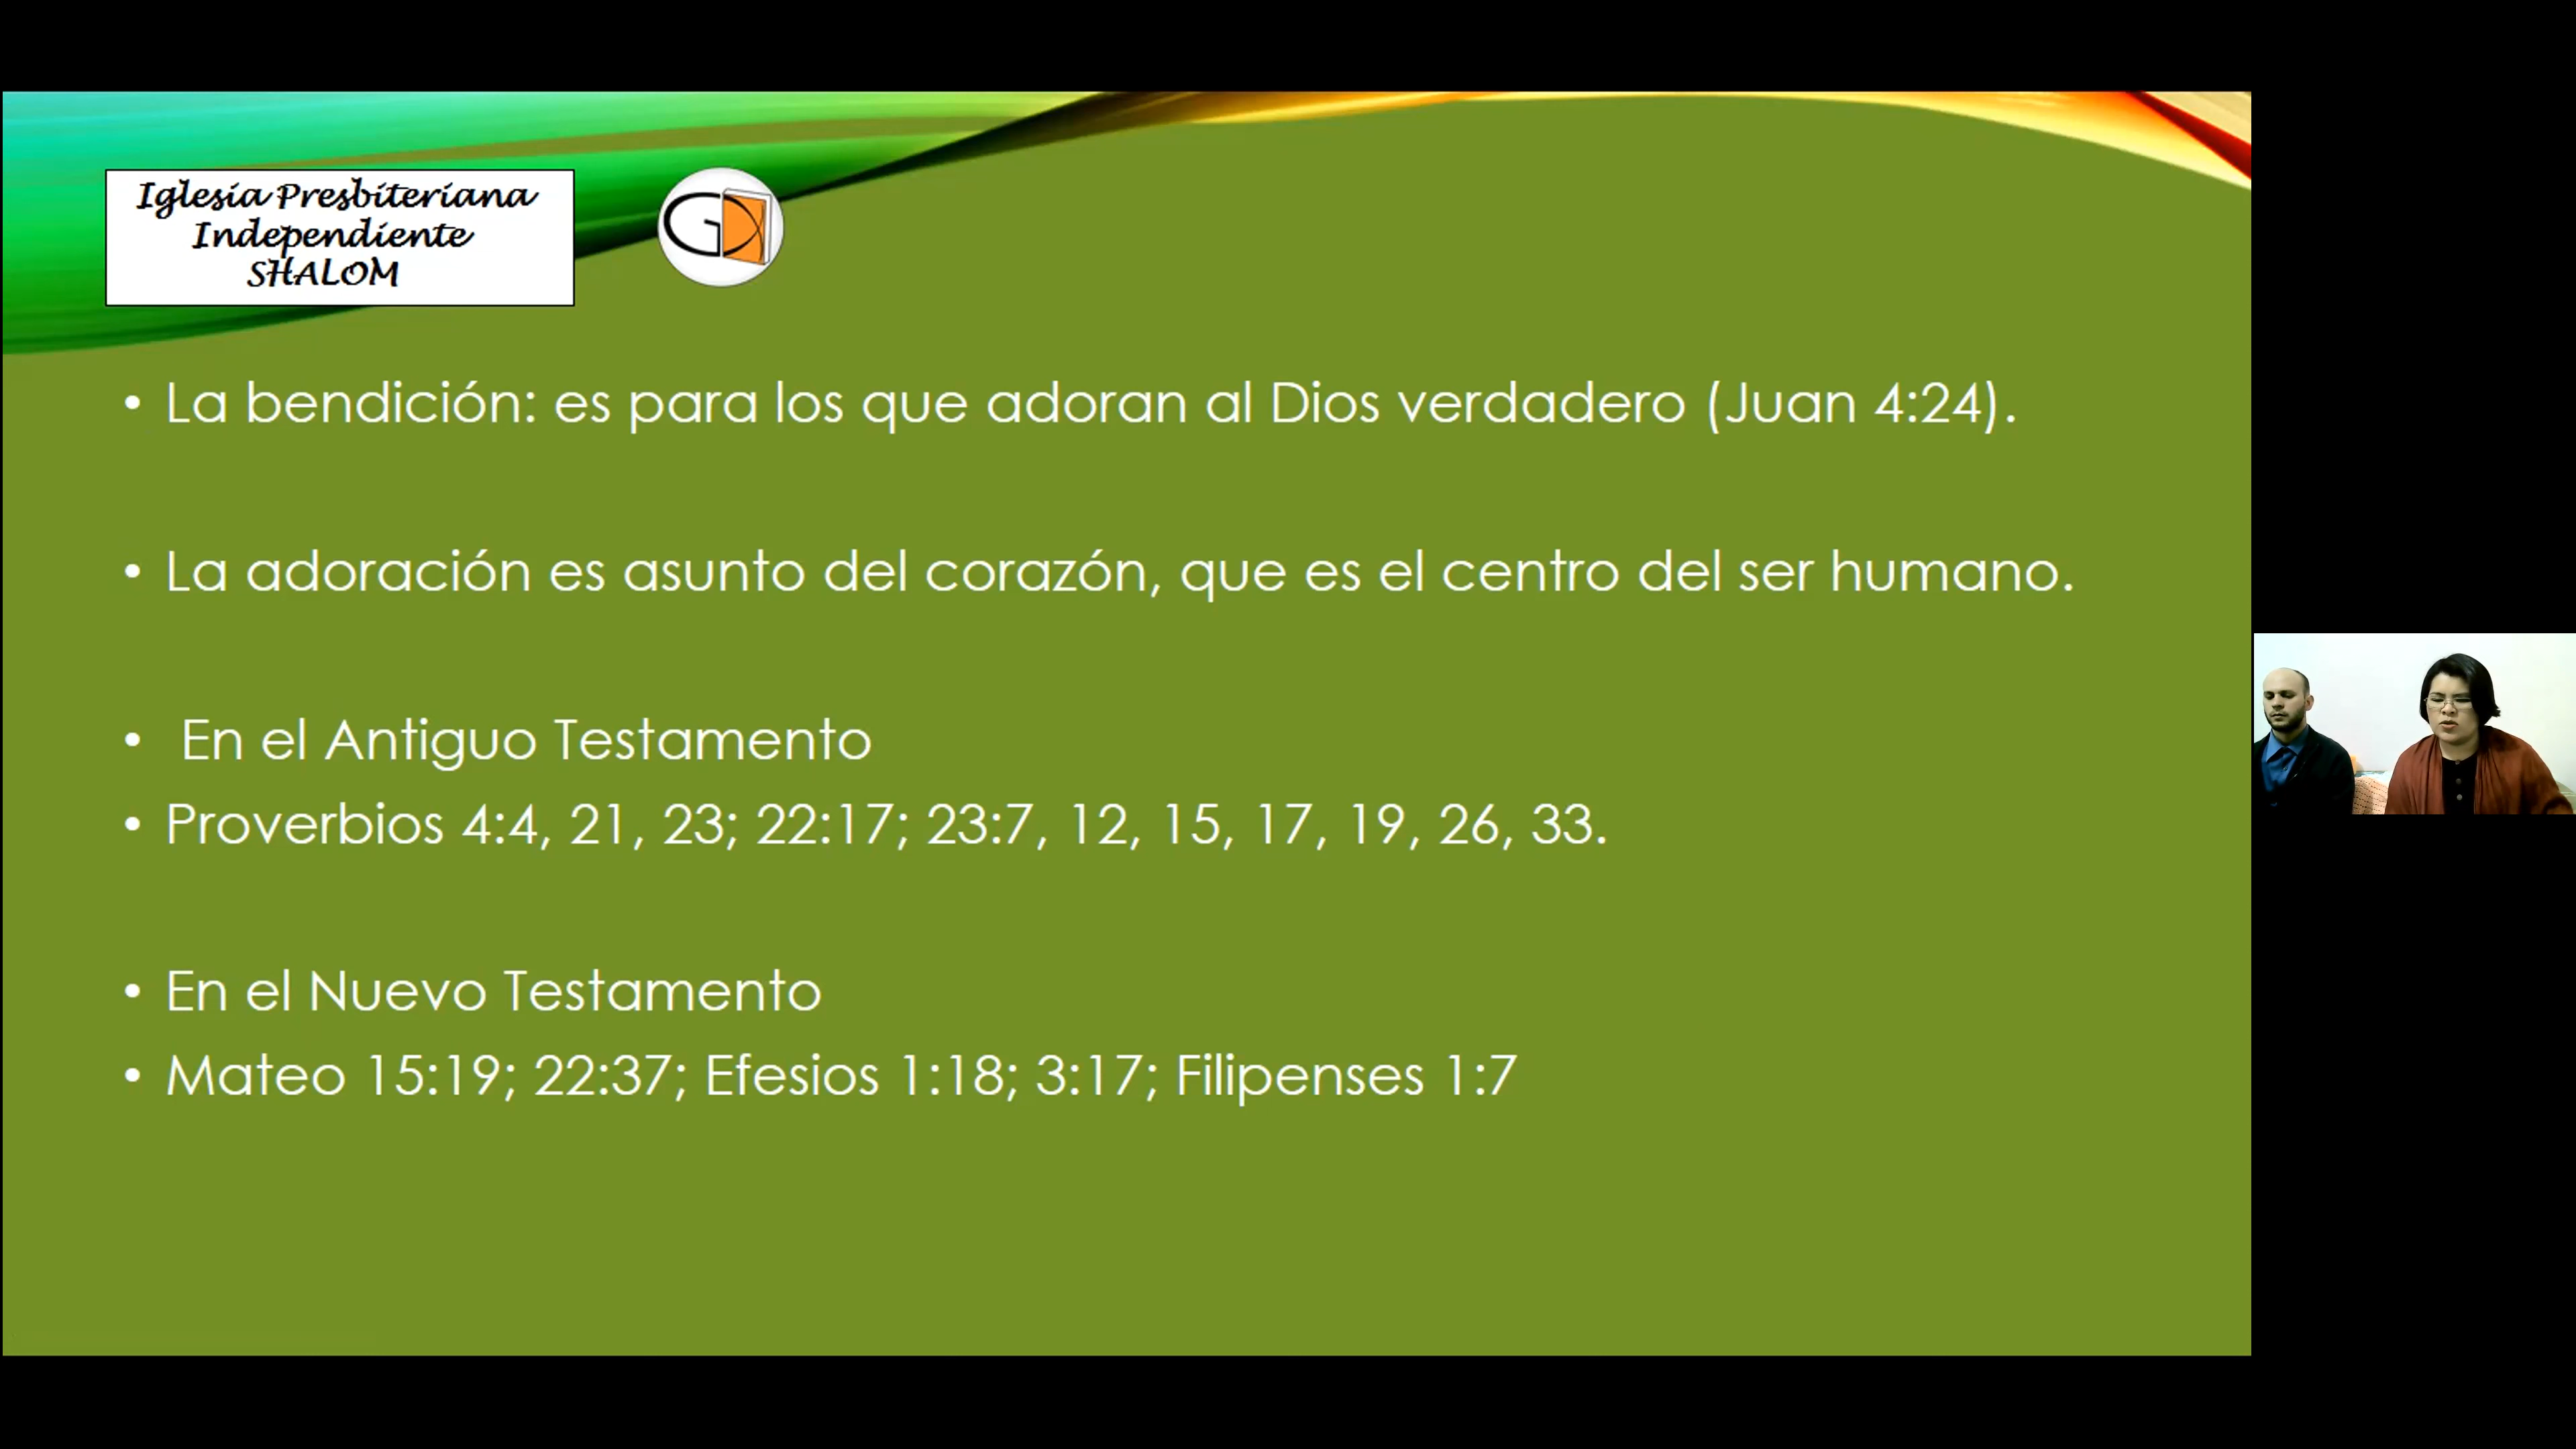 Iglesia Presbiteriana
Independiente
SHALOM
• La bendición: es para los que adoran al Dios verdadero (Juan 4:24).
• La adoración es asunto del corazón, que es el centro del ser humano.
• En el Antiguo Testamento
• Proverbios 4:4, 21, 23; 22:17; 23:7, 12, 15, 17, 19, 26, 33.
• En el Nuevo Testamento
• Mateo 15:19; 22:37; Efesios 1:18; 3:17; Filipenses 1:7